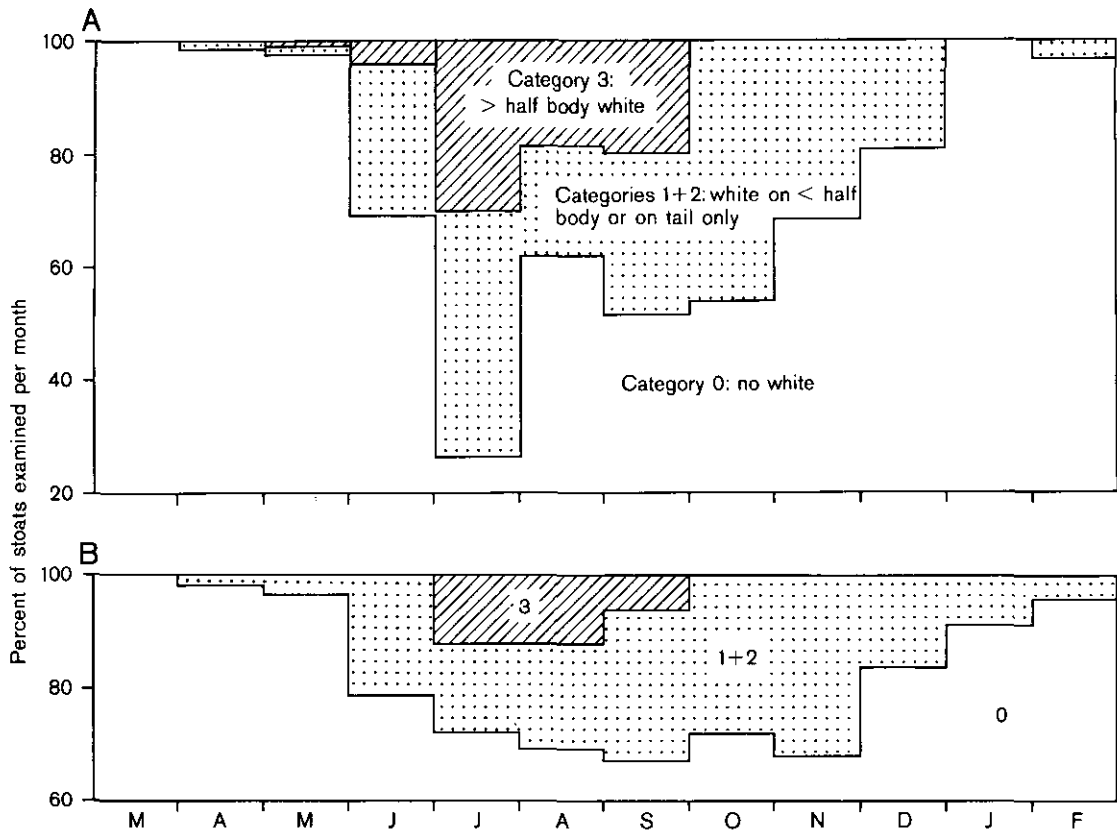 A
100
80
60
40
20
Category 3:
> half body white
Categories 1+2: white on < half
body or on tail only
Category 0: no white
Percent of stoats examined per month
B
100
80
60
3
1+2
0
M A M J J A S O N D J F